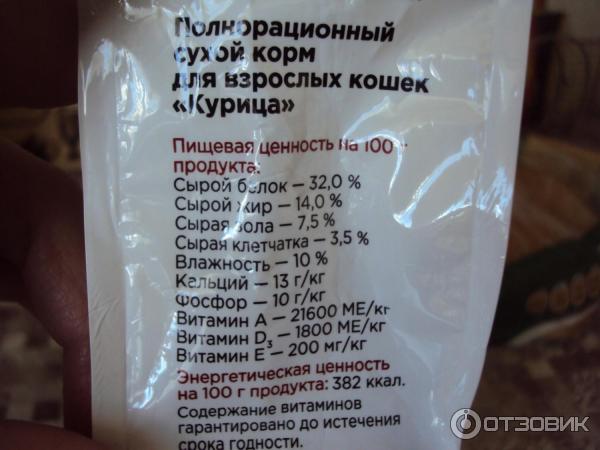 Полнорационный
сухой корм
для взрослых кошек
«Курица»
Пищевая ценность на 100 г
продукта:
Сырой белок – 32,0 %
Сырой жир – 14,0 %
Сырая зола – 7,5 %
Сырая клетчатка – 3,5 %
Влажность – 10 %
Кальций – 13 г/кг
Фосфор – 10 г/кг
Витамин А – 21600 МЕ/кг
Витамин D₃ – 1800 МЕ/кг
Витамин Е – 200 мг/кг
Энергетическая ценность
на 100 г продукта: 382 ккал.
Содержание витаминов
гарантировано до истечения
срока годности.
ОТЗОВИК